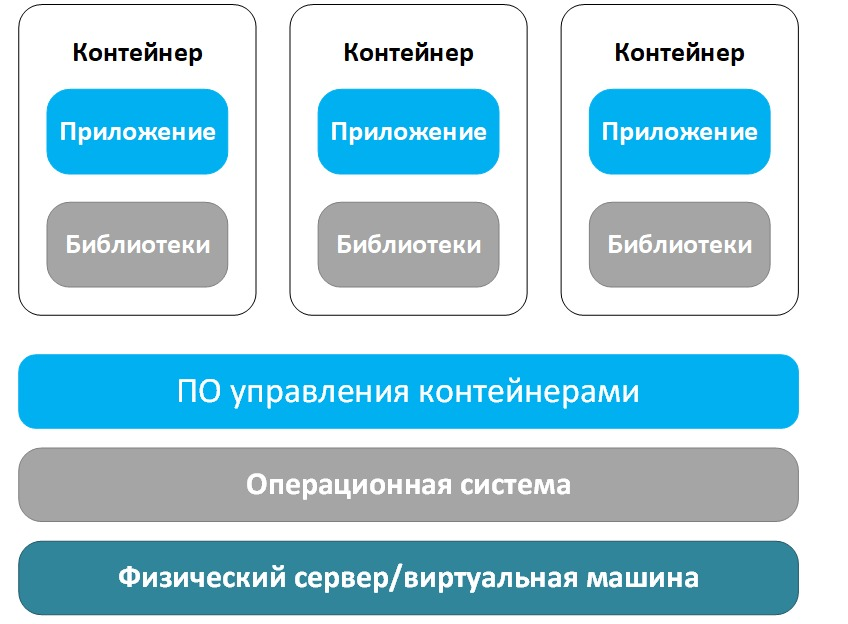 Контейнер
Контейнер
Контейнер
Приложение
Приложение
Приложение
Библиотеки
Библиотеки
Библиотеки
ПО управления контейнерами
Операционная система
Физический сервер/виртуальная машина